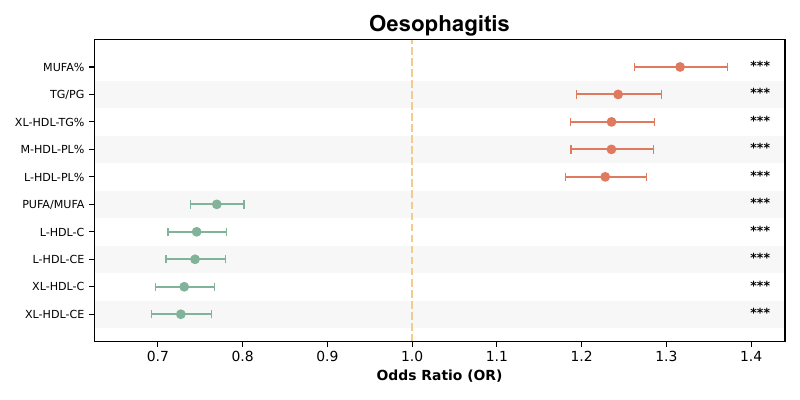 Oesophagitis
MUFA% ***
TG/PG ***
XL-HDL-TG% ***
M-HDL-PL% ***
L-HDL-PL% ***
PUFA/MUFA ***
L-HDL-C ***
L-HDL-CE ***
XL-HDL-C ***
XL-HDL-CE ***
0.7 0.8 0.9 1.0 1.1 1.2 1.3 1.4
Odds Ratio (OR)